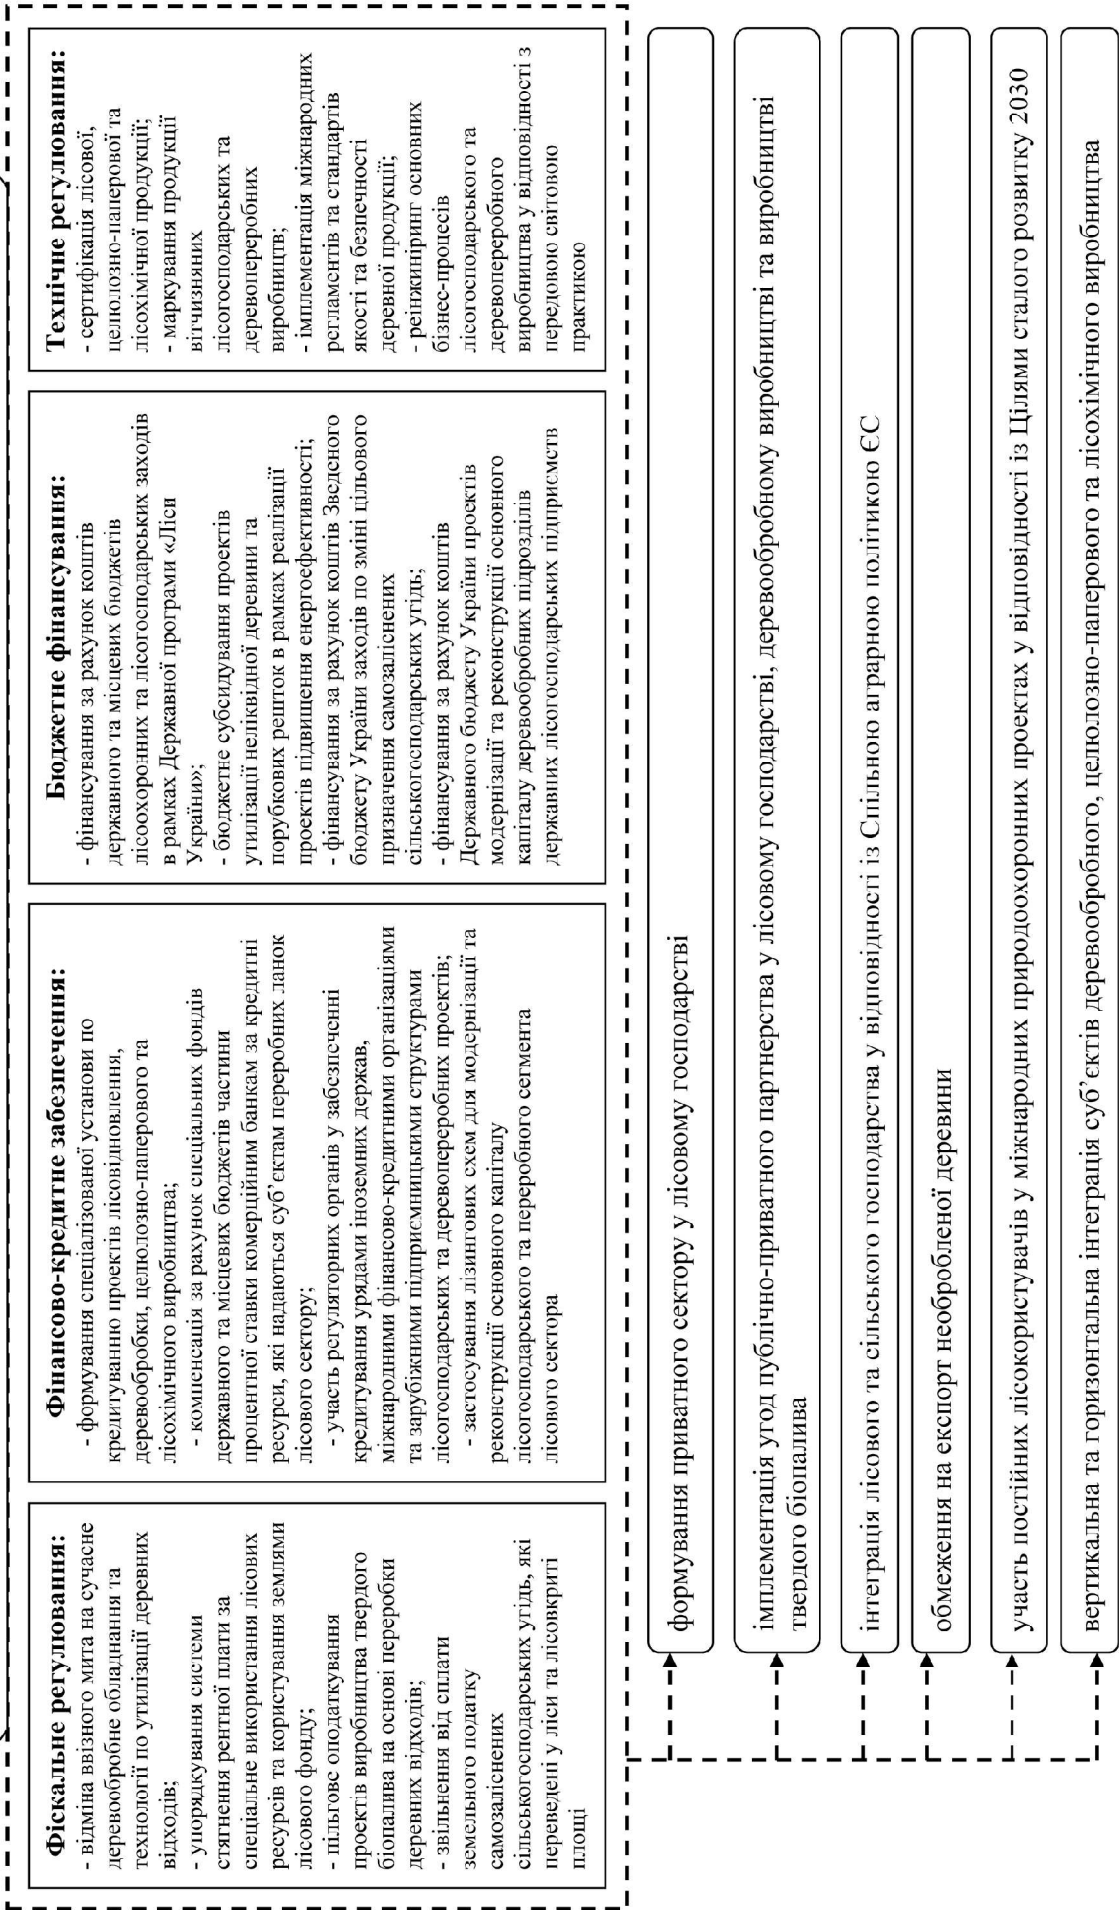 Фіскальне регулювання:
- відміна ввізного мита на сучасне
деревообробне обладнання та
технології по утилізації деревних
відходів;
- упорядкування системи
стягнення рентної плати за
спеціальне використання лісових
ресурсів та користування землями
лісового фонду;
- пільгове оподаткування
проектів виробництва твердого
біопалива на основі переробки
деревних відходів;
- звільнення від сплати
земельного податку
самозаліснених
сільськогосподарських угідь, які
переведені у ліси та лісовкриті
площі
Фінансово-кредитне забезпечення:
- формування спеціалізованої установи по
кредитуванню проектів лісовідновлення,
деревообробки, целюлозно-паперового та
лісохімічного виробництва;
- компенсація за рахунок спеціальних фондів
державного та місцевих бюджетів частини
процентної ставки комерційним банкам за кредитні
ресурси, які надаються суб’єктам переробних ланок
лісового сектору;
- участь регуляторних органів у забезпеченні
кредитування урядами іноземних держав,
міжнародними фінансово-кредитними організаціями
та зарубіжними підприємницькими структурами
лісогосподарських та деревопереробних проектів;
- застосування лізингових схем для модернізації та
реконструкції основного капіталу
лісогосподарського та переробного сегмента
лісового сектора
Бюджетне фінансування:
- фінансування за рахунок коштів
державного та місцевих бюджетів
лісоохоронних та лісогосподарських заходів
в рамках Державної програми «Ліси
України»;
- бюджетне субсидування проектів
утилізації неліквідної деревини та
порубкових решток в рамках реалізації
проектів підвищення енергоефективності;
- фінансування за рахунок коштів Зведеного
бюджету України заходів по зміні цільового
призначення самозаліснених
сільськогосподарських угідь;
- фінансування за рахунок коштів
Державного бюджету України проектів
модернізації та реконструкції основного
капіталу деревообробних підрозділів
державних лісогосподарських підприємств
Технічне регулювання:
- сертифікація лісової,
целюлозно-паперової та
лісохімічної продукції;
- маркування продукції
вітчизняних
лісогосподарських та
деревопереробних
виробництв;
- імплементація міжнародних
регламентів та стандартів
якості та безпечності
деревної продукції;
- реінжиніринг основних
бізнес-процесів
лісогосподарського та
деревопереробного
виробництва у відповідності з
передовою світовою
практикою
формування приватного сектору у лісовому господарстві
імплементація угод публічно-приватного партнерства у лісовому господарстві, деревообробному виробництві та виробництві
твердого біопалива
інтеграція лісового та сільського господарства у відповідності із Спільною аграрною політикою ЄС
обмеження на експорт необробленої деревини
участь постійних лісокористувачів у міжнародних природоохоронних проектах у відповідності із Цілями сталого розвитку 2030
вертикальна та горизонтальна інтеграція суб’єктів деревообробного, целюлозно-паперового та лісохімічного виробництва